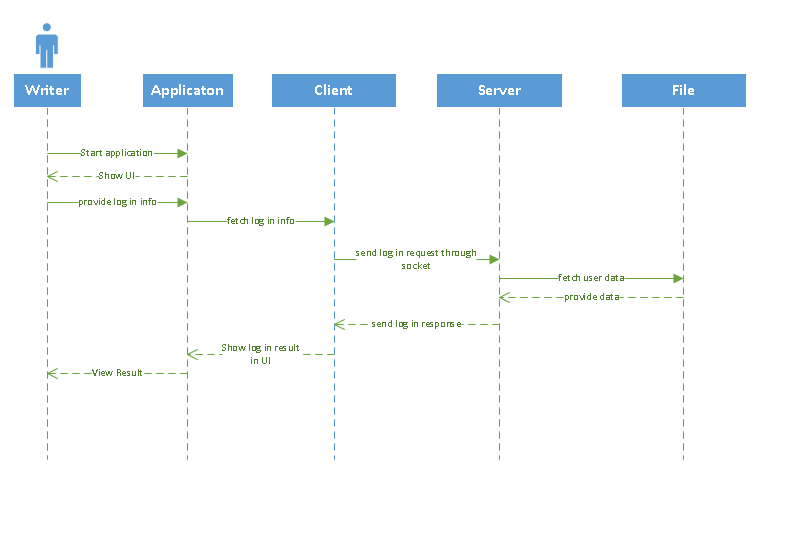 Writer
Applicaton
Client
Server
File
Start application
Show UI
provide log in info
fetch log in info
send log in request through
socket
fetch user data
provide data
send log in response
Show log in result
in UI
View Result